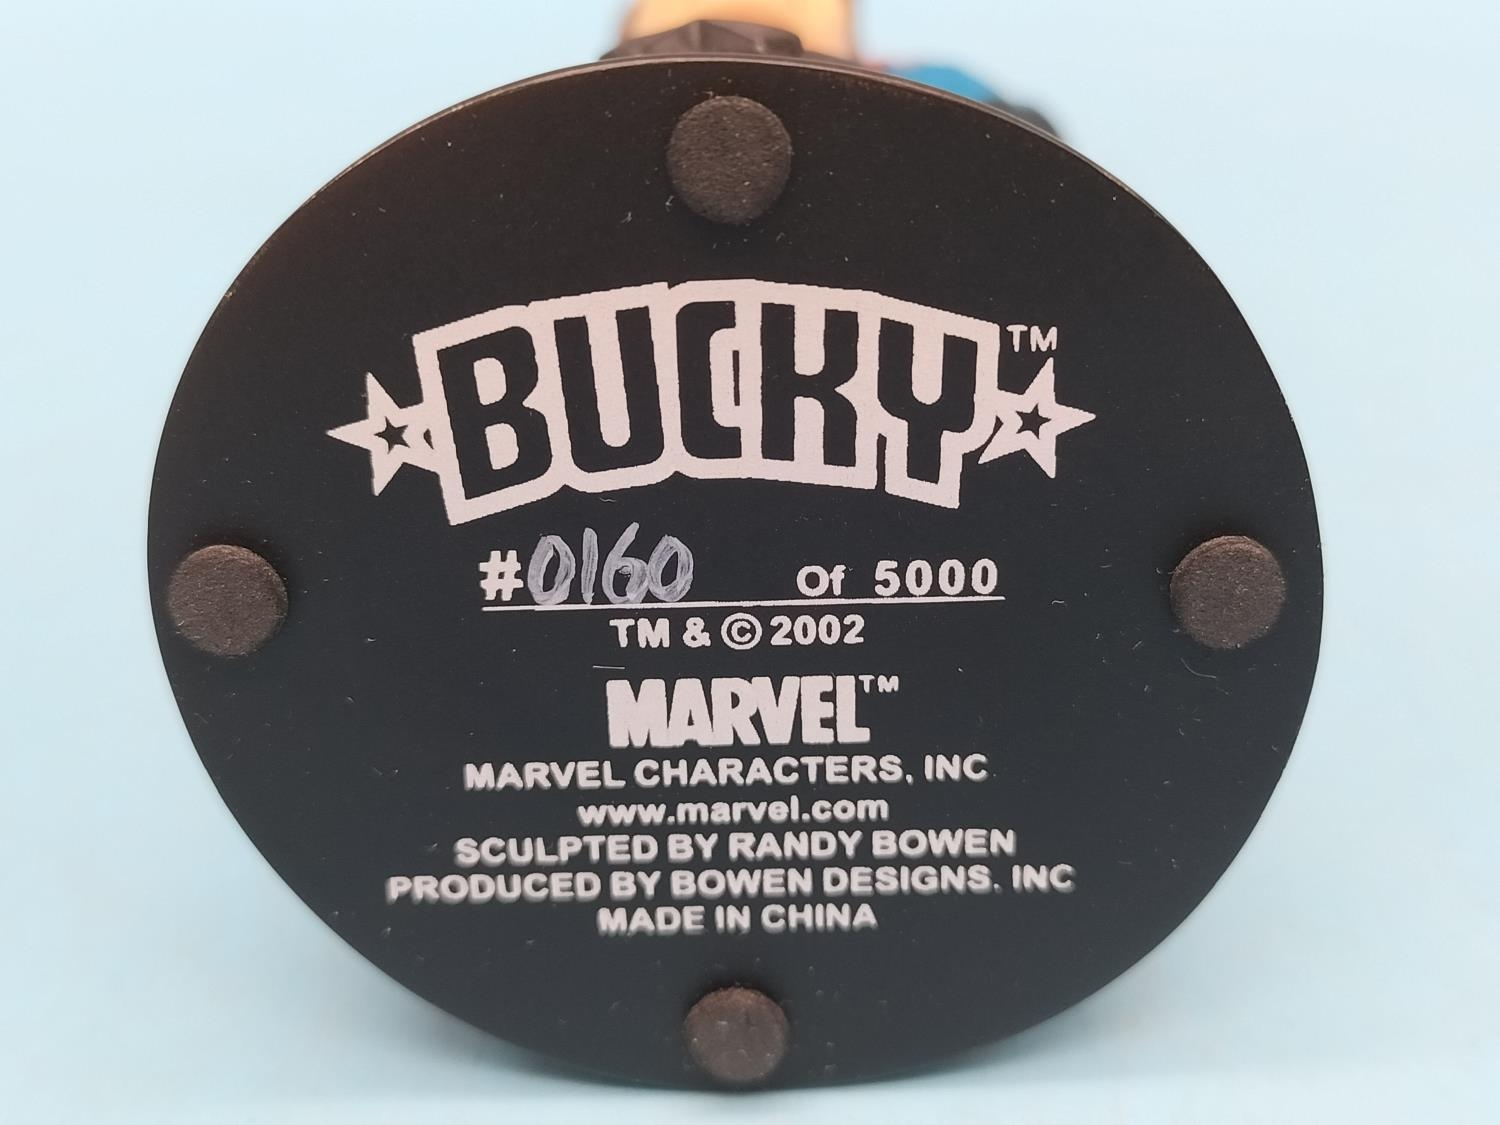 BUCKY™
#0160 Of 5000
TM & © 2002
MARVEL™
MARVEL CHARACTERS, INC
www.marvel.com
SCULPTED BY RANDY BOWEN
PRODUCED BY BOWEN DESIGNS. INC
MADE IN CHINA